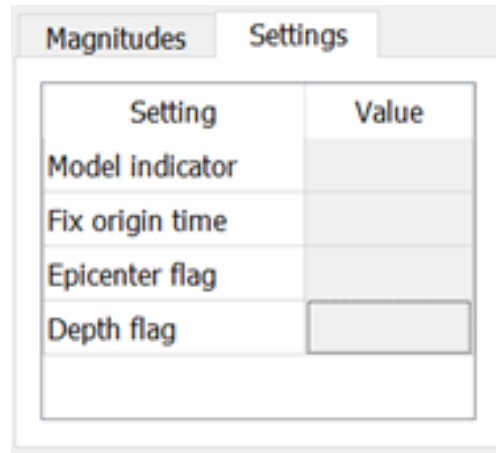 Magnitudes Settings
Setting Value
Model indicator
Fix origin time
Epicenter flag
Depth flag